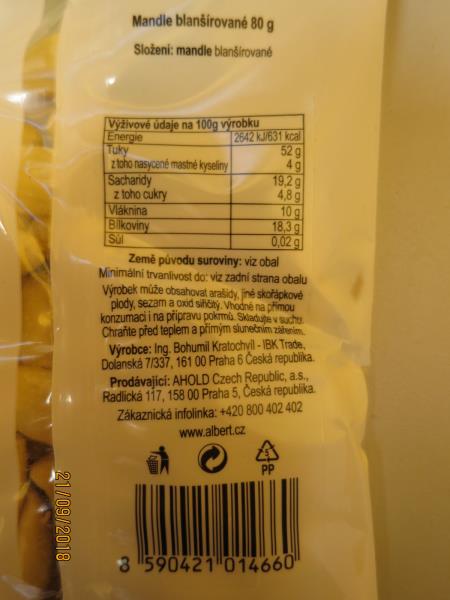 Mandle blanšírované 80 g
Složení: mandle blanšírované
Výživové údaje na 100g výrobku
Energie 2642 kJ/631 kcal
Tuky 52 g
z toho nasycené mastné kyseliny 4 g
Sacharidy 19,2 g
z toho cukry 4,8 g
Vláknina 10 g
Bílkoviny 18,3 g
Sůl 0,02 g
Země původu suroviny: viz obal
Minimální trvanlivost do: viz zadní strana obalu
Výrobek může obsahovat arašídy, jiné skořápkové
plody, sezam a oxid siřičitý. Vhodné na přímou
konzumaci i na přípravu pokrmů. Skladujte v suchu.
Chraňte před teplem a přímým slunečním zářením.
Výrobce: Ing. Bohumil Kratochvíl - IBK Trade,
Dolanská 7/337, 161 00 Praha 6 Česká republika.
Prodávající: AHOLD Czech Republic, a.s.,
Radlická 117, 158 00 Praha 5, Česká republika.
Zákaznická infolinka: +420 800 402 402
www.albert.cz
5
PP
8 590421 014660
21/09/2018